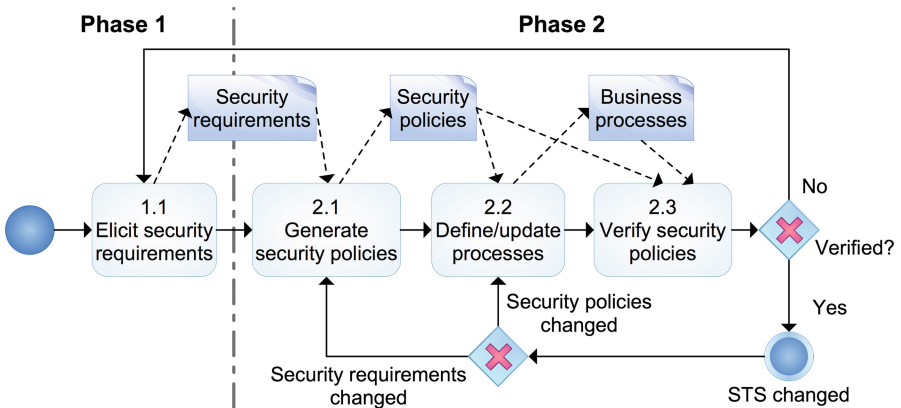 Phase 1
Phase 2
Security
requirements
Security
policies
Business
processes
1.1
Elicit security
requirements
2.1
Generate
security policies
2.2
Define/update
processes
2.3
Verify security
policies
No
Verified?
Yes
Security policies
changed
Security requirements
changed
STS changed